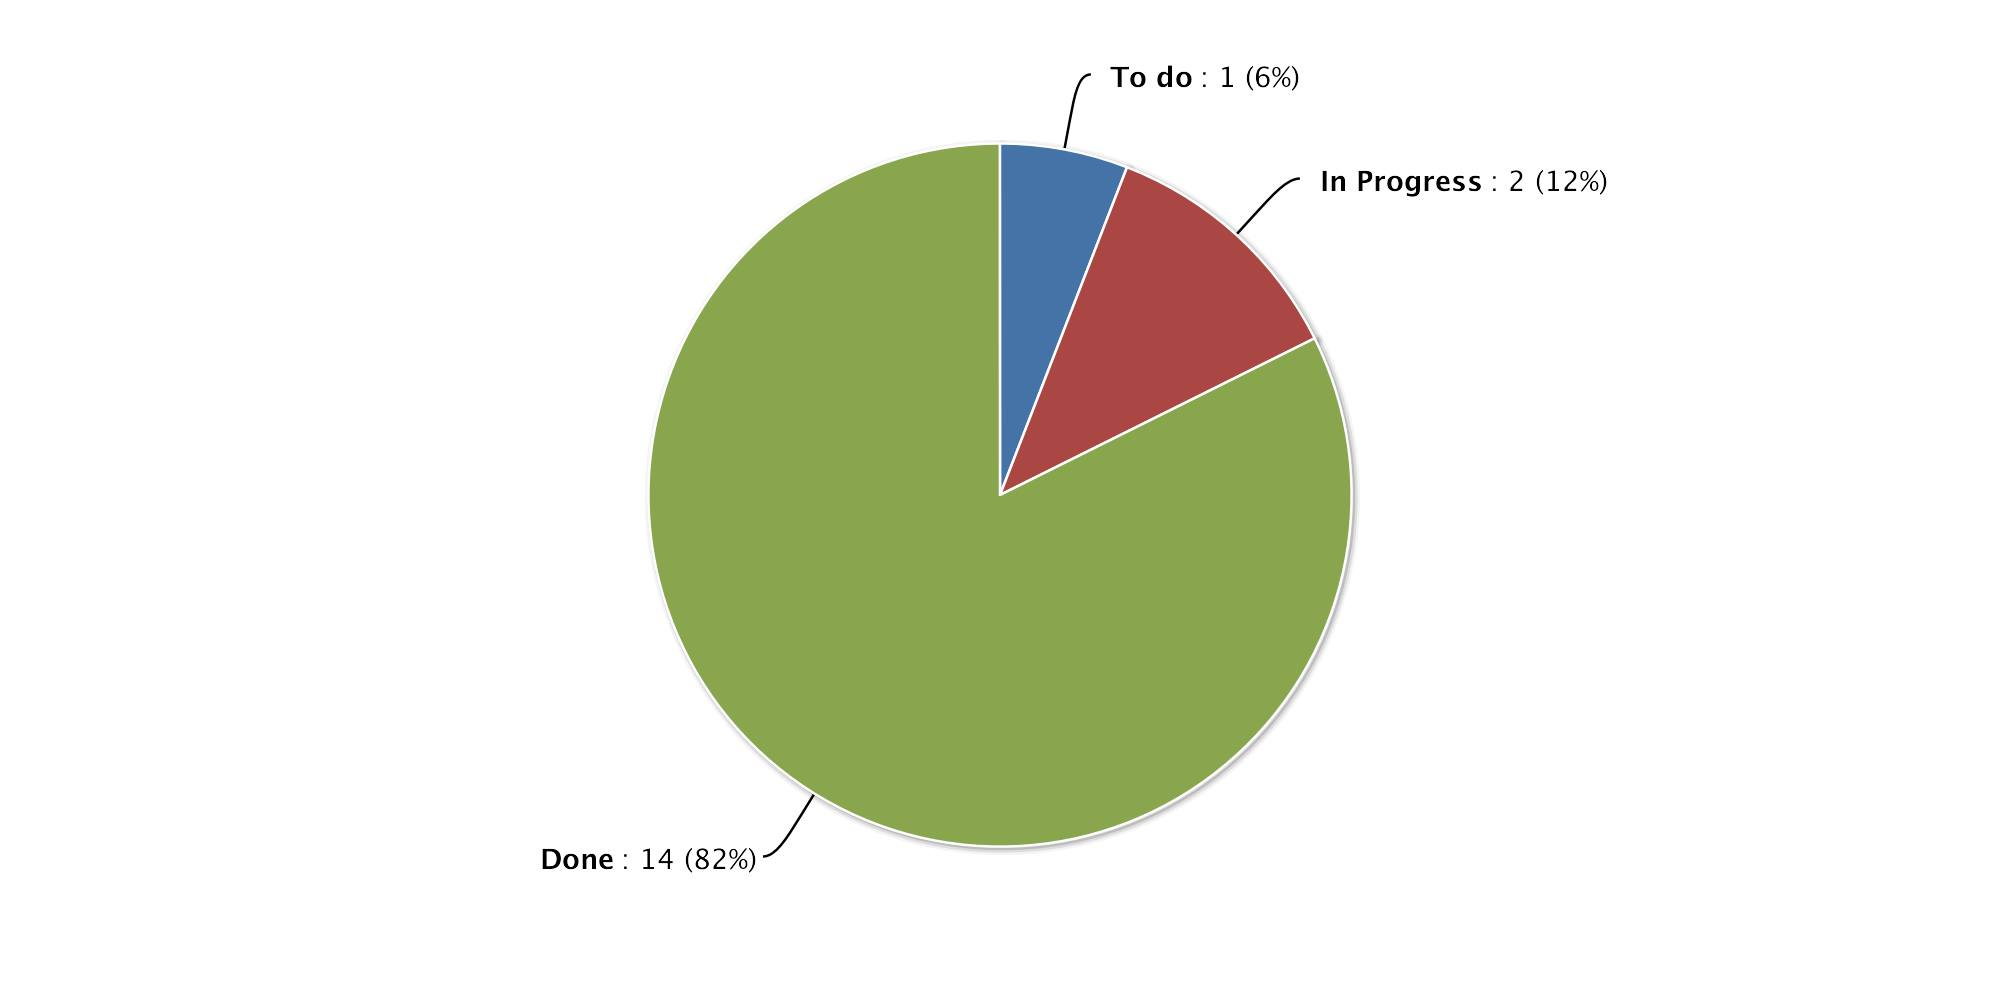 To do : 1 (6%)
In Progress : 2 (12%)
Done : 14 (82%)